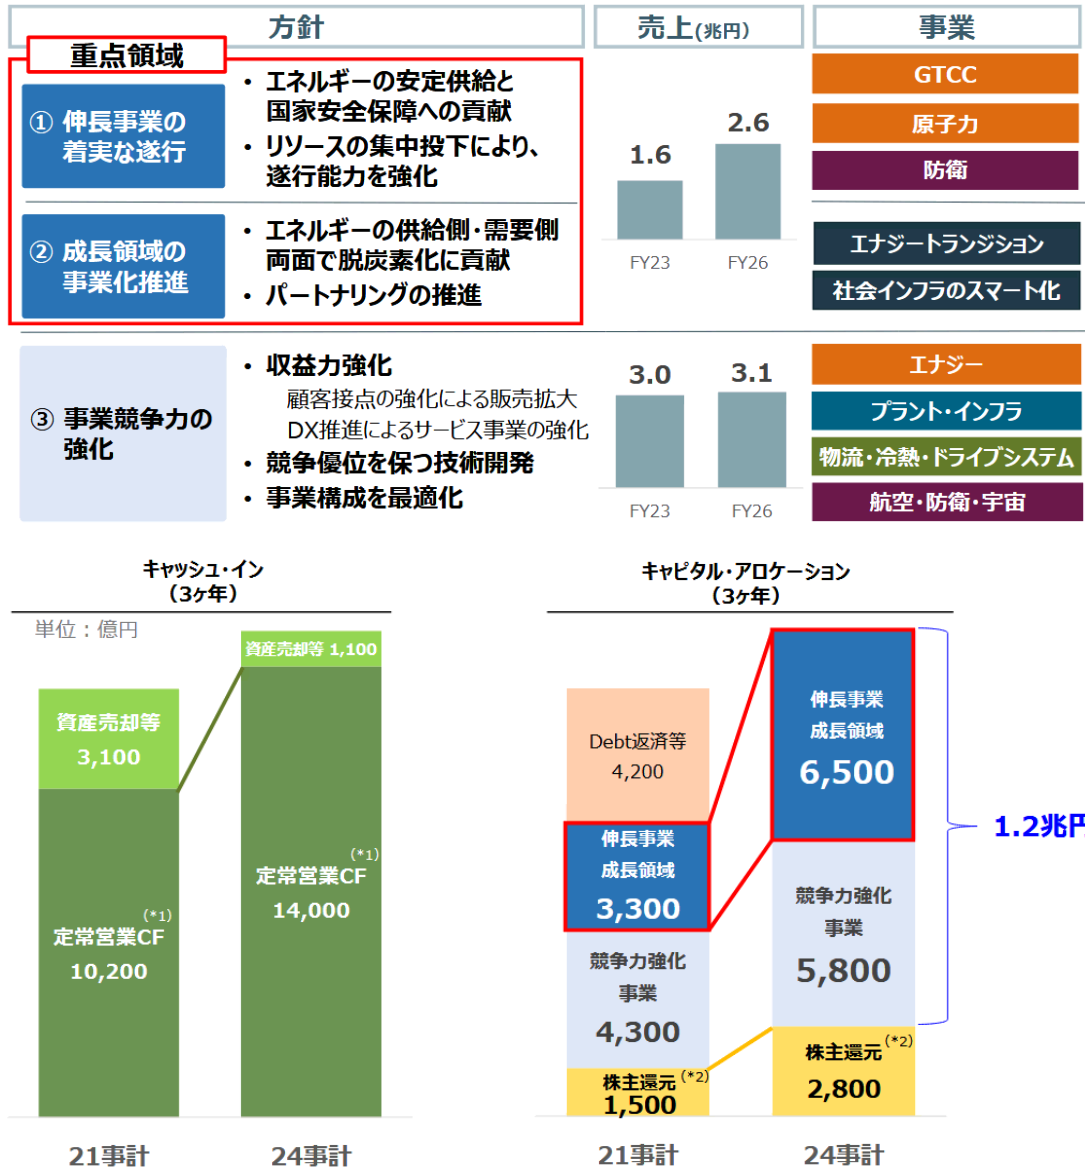 方針
売上(兆円)
事業
重点領域
① 伸長事業の
着実な遂行
• エネルギーの安定供給と
国家安全保障への貢献
• リソースの集中投下により、
遂行能力を強化
② 成長領域の
事業化推進
• エネルギーの供給側・需要側
両面で脱炭素化に貢献
• パートナリングの推進
1.6
2.6
FY23
FY26
GTCC
原子力
防衛
エナジートランジション
社会インフラのスマート化
③ 事業競争力の
強化
• 収益力強化
顧客接点の強化による販売拡大
DX推進によるサービス事業の強化
• 競争優位を保つ技術開発
• 事業構成を最適化
3.0
3.1
FY23
FY26
エナジー
プラント・インフラ
物流・冷熱・ドライブシステム
航空・防衛・宇宙
キャッシュ・イン
(3ヶ年)
単位：億円
資産売却等
3,100
定常営業CF(*1)
10,200
資産売却等 1,100
定常営業CF(*1)
14,000
21事計
24事計
キャピタル・アロケーション
(3ヶ年)
Debt返済等
4,200
伸長事業
成長領域
3,300
競争力強化
事業
4,300
株主還元(*2)
1,500
伸長事業
成長領域
6,500
競争力強化
事業
5,800
株主還元(*2)
2,800
1.2兆円
21事計
24事計